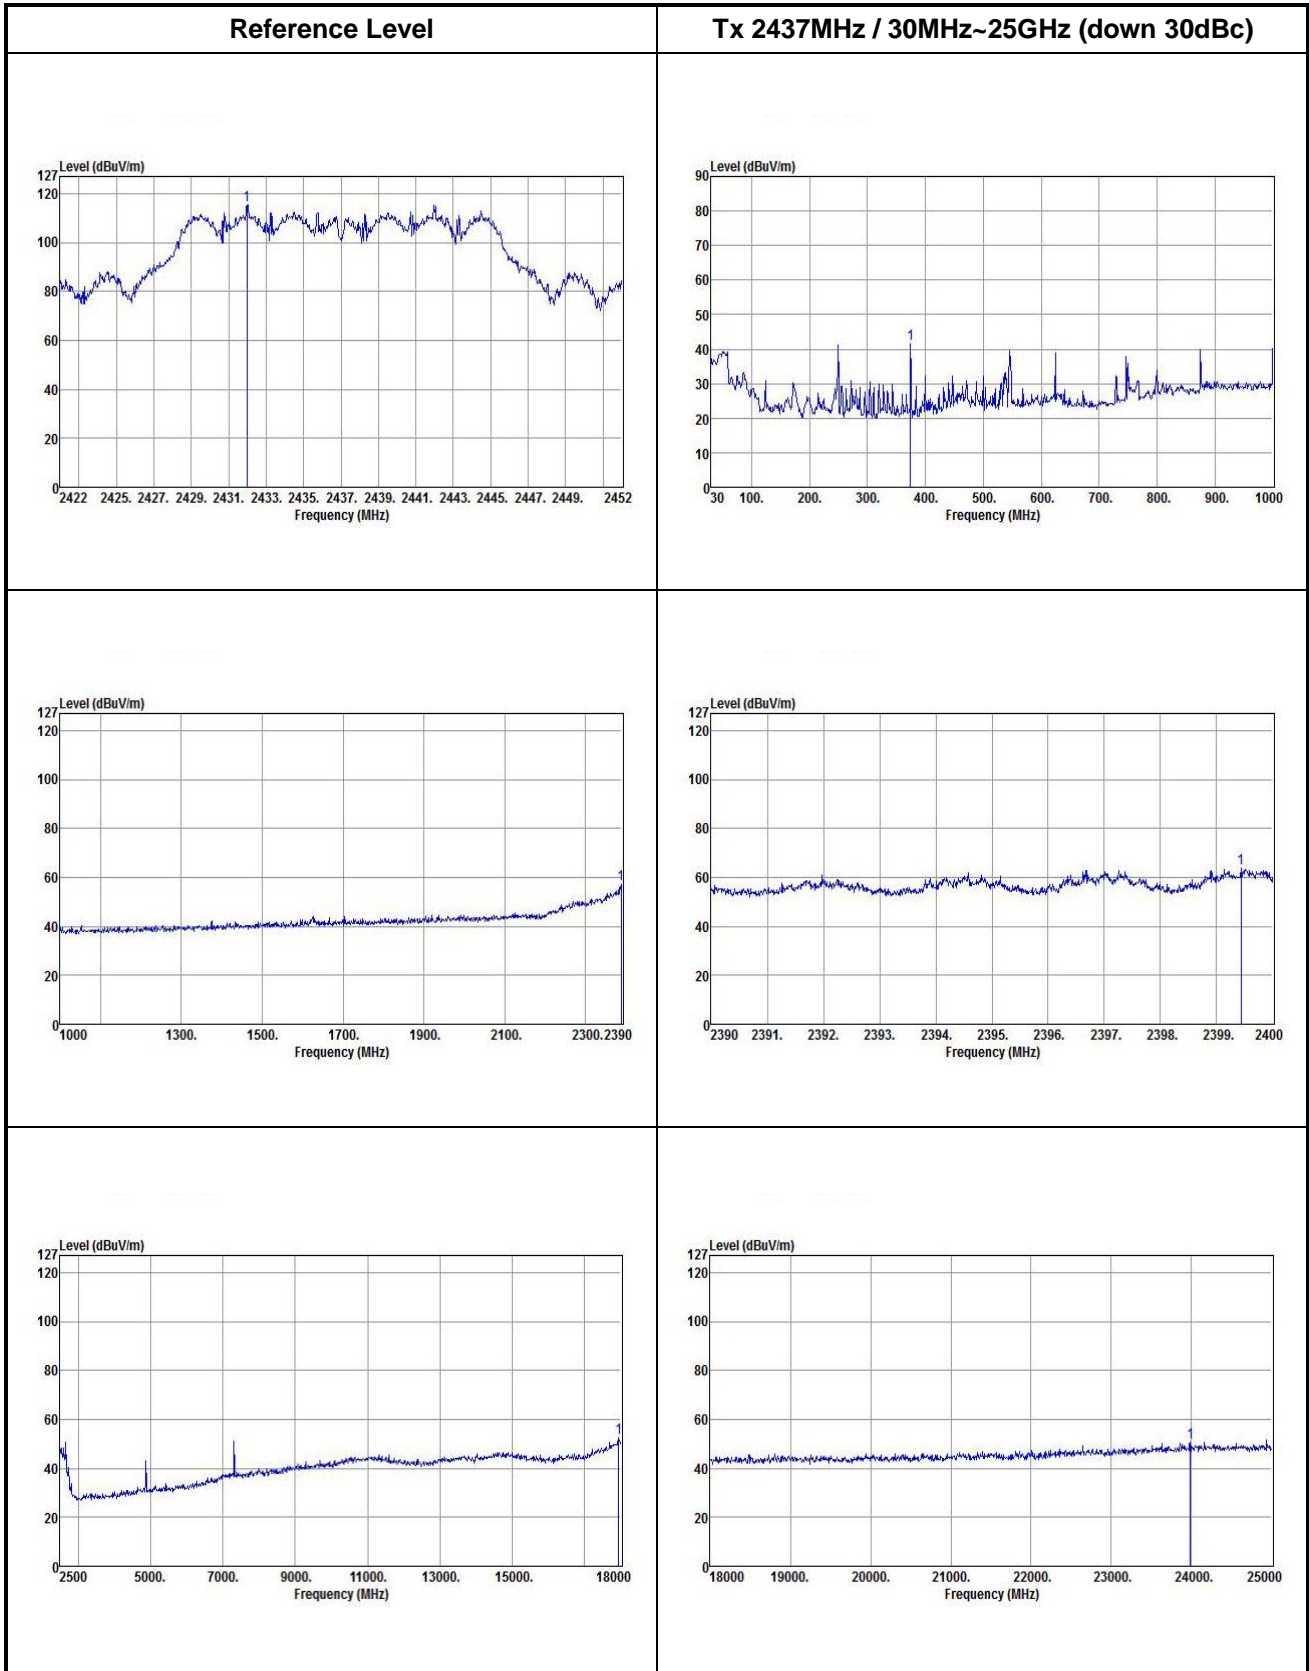 Reference Level
Tx 2437MHz / 30MHz~25GHz (down 30dBc)
Level (dBuV/m)
127
120
100
80
60
40
20
0
1
2422 2425. 2427. 2429. 2431. 2433. 2435. 2437. 2439. 2441. 2443. 2445. 2447. 2449. 2452
Frequency (MHz)
Level (dBuV/m)
90
80
70
60
50
40
30
20
10
0
1
30 100. 200. 300. 400. 500. 600. 700. 800. 900. 1000
Frequency (MHz)
Level (dBuV/m)
127
120
100
80
60
40
20
0
1
1000 1300. 1500. 1700. 1900. 2100. 2300. 2390
Frequency (MHz)
Level (dBuV/m)
127
120
100
80
60
40
20
0
1
2390 2391. 2392. 2393. 2394. 2395. 2396. 2397. 2398. 2399. 2400
Frequency (MHz)
Level (dBuV/m)
127
120
100
80
60
40
20
0
1
2500 5000. 7000. 9000. 11000. 13000. 15000. 18000
Frequency (MHz)
Level (dBuV/m)
127
120
100
80
60
40
20
0
1
18000 19000. 20000. 21000. 22000. 23000. 24000. 25000
Frequency (MHz)